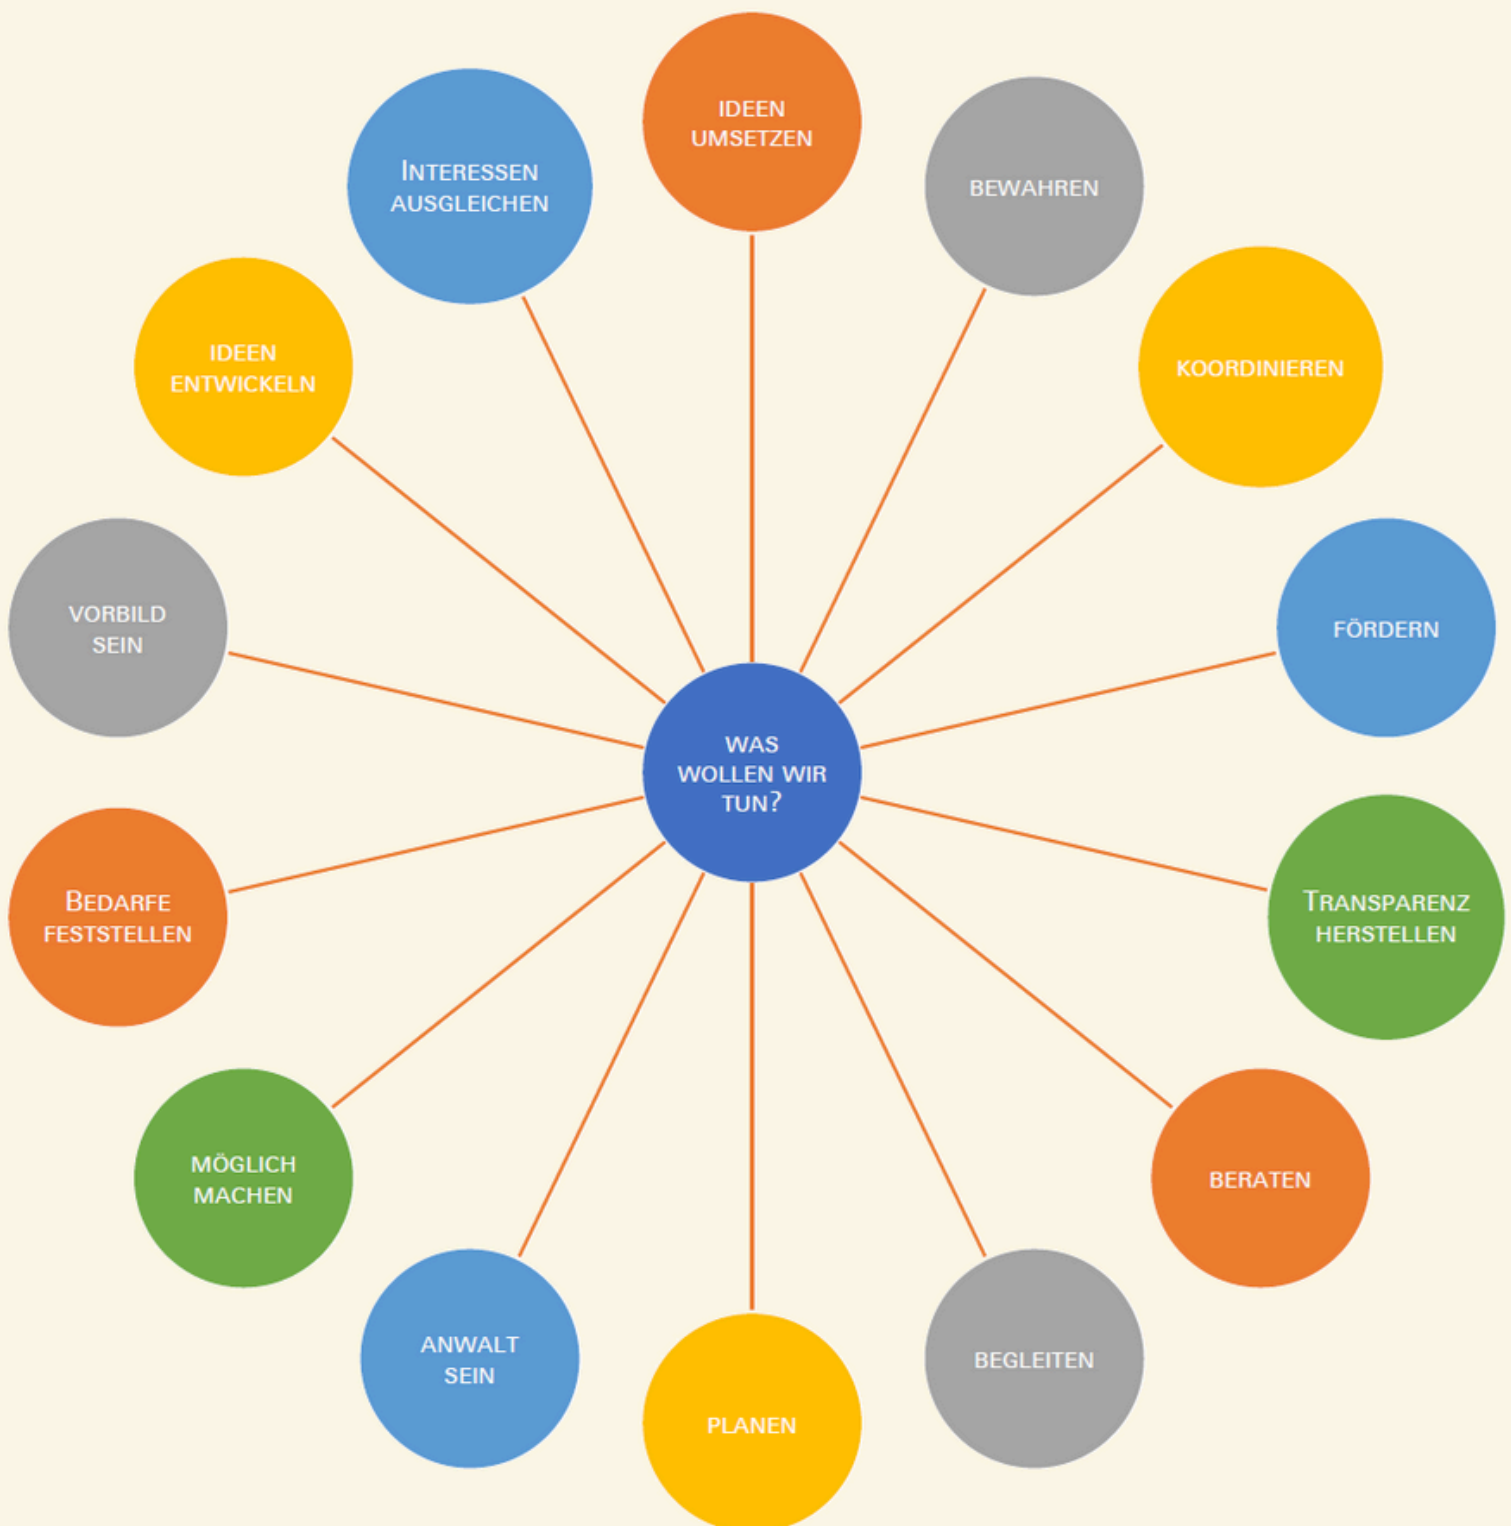 IDEEN
UMSETZEN
BEWAHREN
KOORDINIEREN
FÖRDERN
TRANSPARENZ
HERSTELLEN
BERATEN
BEGLEITEN
PLANEN
ANWALT
SEIN
MÖGLICH
MACHEN
BEDARFE
FESTSTELLEN
VORBILD
SEIN
IDEEN
ENTWICKELN
INTERESSEN
AUSGLEICHEN
WAS
WOLLEN WIR
TUN?